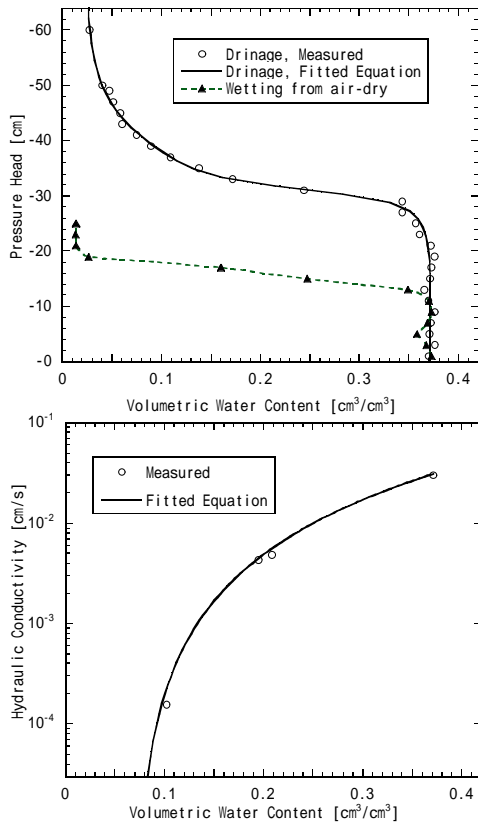 -60
-50
-40
-30
-20
-10
-0
Pressure Head [cm]
Drinage, Measured
Drinage, Fitted Equation
Wetting from air-dry
0 0.1 0.2 0.3 0.4
Volumetric Water Content [cm³/cm³]
10⁻¹
10⁻²
10⁻³
10⁻⁴
Hydraulic Conductivity [cm/s]
Measured
Fitted Equation
0 0.1 0.2 0.3 0.4
Volumetric Water Content [cm³/cm³]